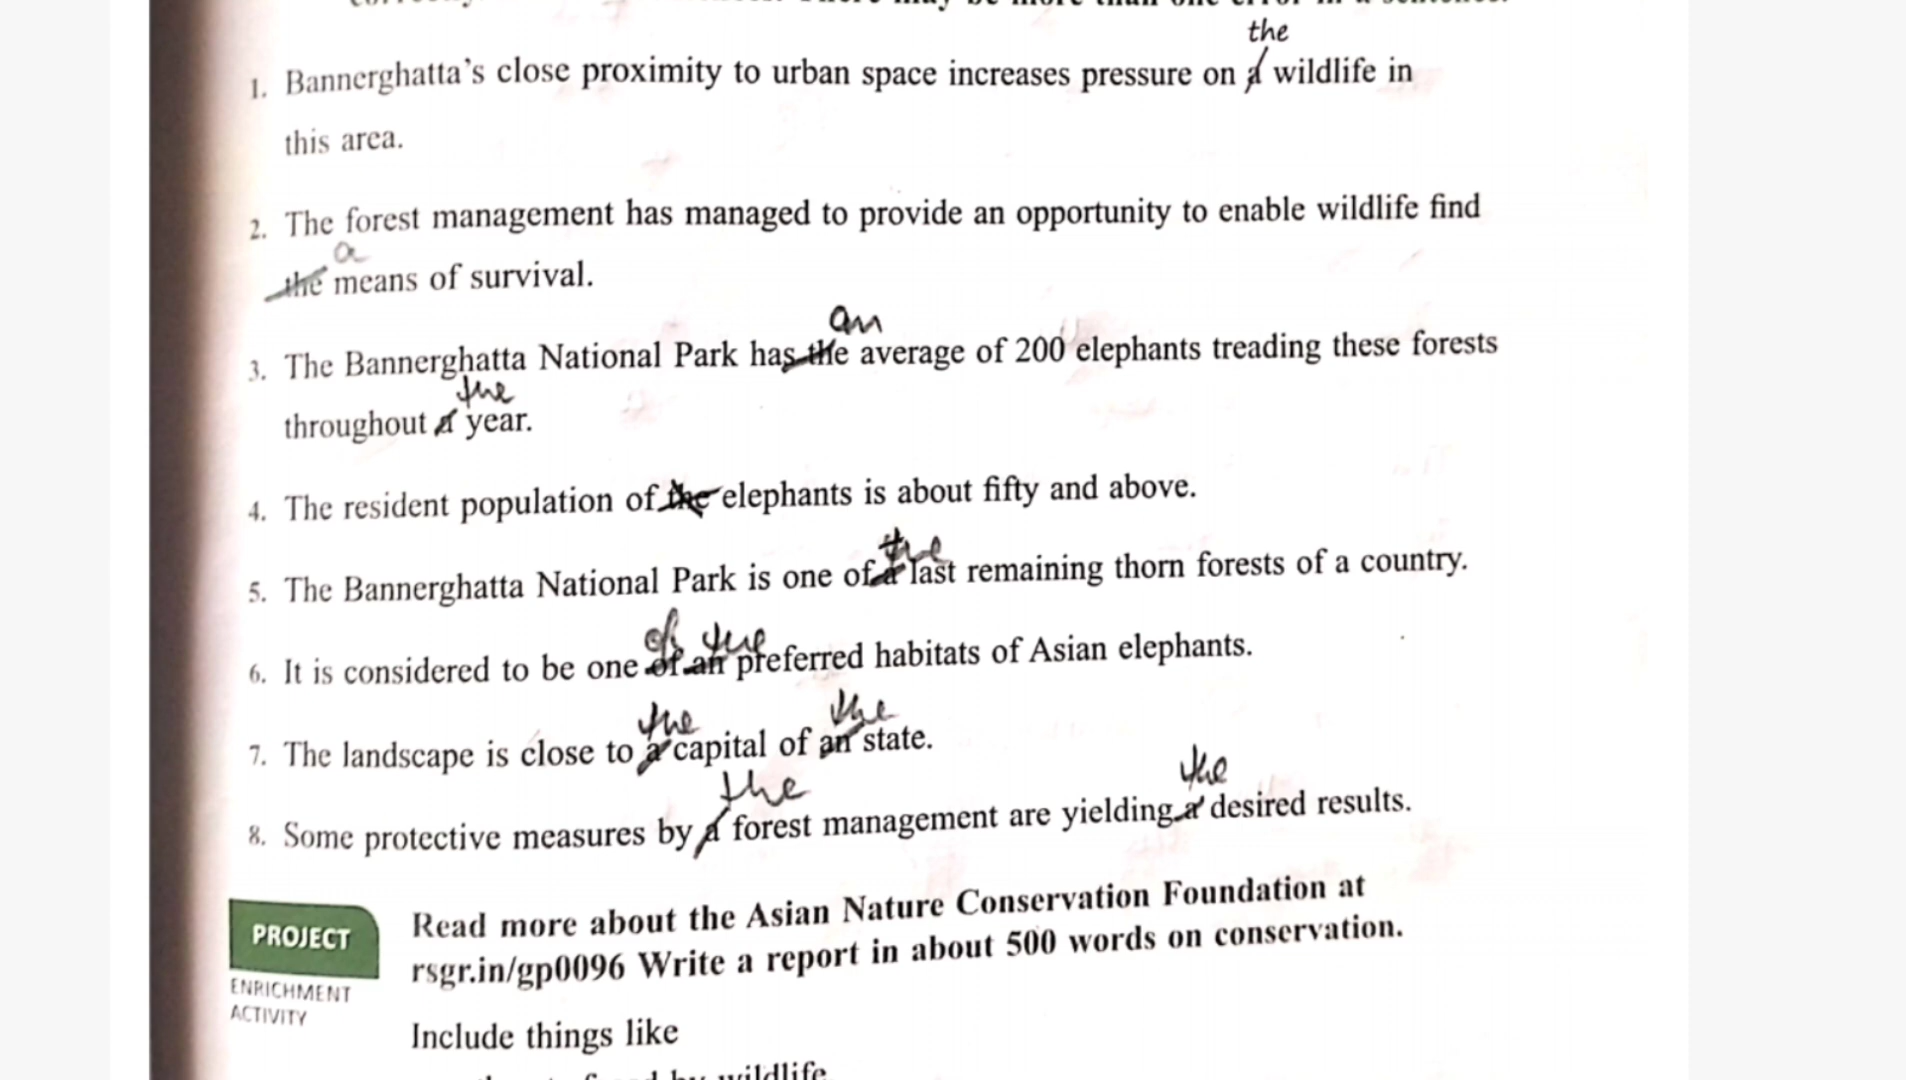 the
1. Bannerghatta's close proximity to urban space increases pressure on a wildlife in
this area.
2. The forest management has managed to provide an opportunity to enable wildlife find
a
the means of survival.
an
3. The Bannerghatta National Park has the average of 200 elephants treading these forests
the
throughout a year.
4. The resident population of the elephants is about fifty and above.
the
5. The Bannerghatta National Park is one of a last remaining thorn forests of a country.
of the
6. It is considered to be one of an preferred habitats of Asian elephants.
the the
7. The landscape is close to a capital of an state.
the the
8. Some protective measures by a forest management are yielding a desired results.
PROJECT
ENRICHMENT
ACTIVITY
Read more about the Asian Nature Conservation Foundation at
rsgr.in/gp0096 Write a report in about 500 words on conservation.
Include things like
wildlife